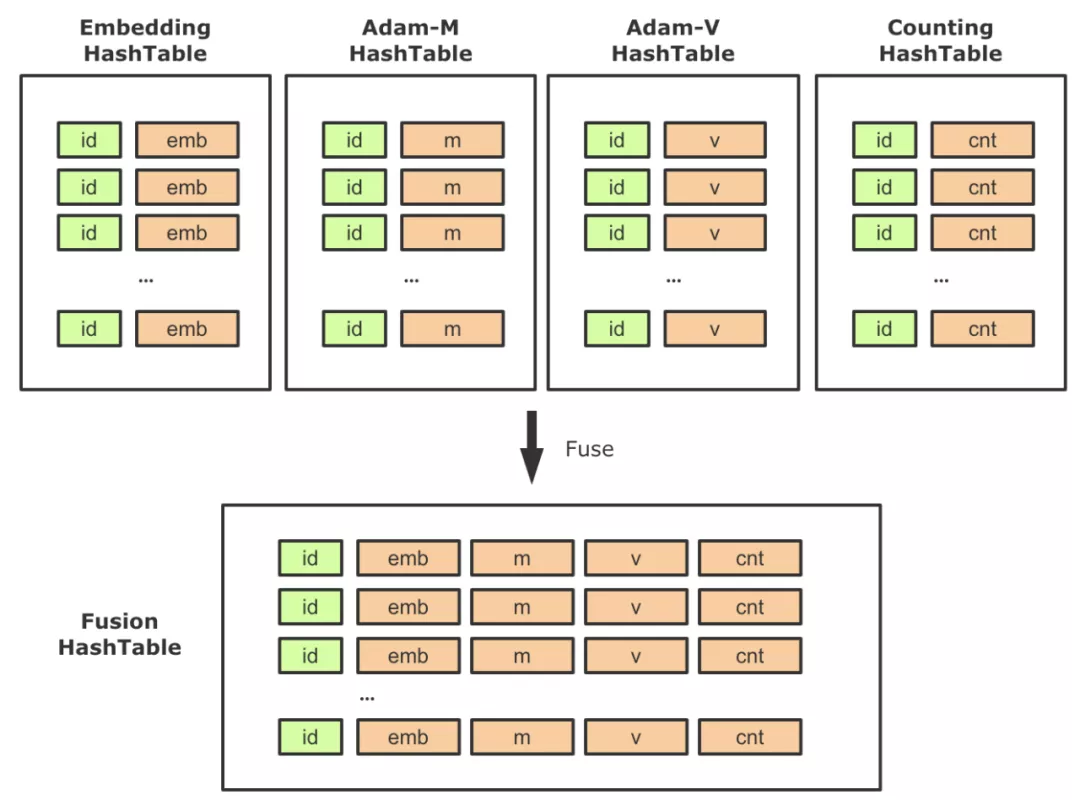 Embedding HashTable
Adam-M HashTable
Adam-V HashTable
Counting HashTable
id emb id m id v id cnt
id emb id m id v id cnt
id emb id m id v id cnt
... ... ... ...
id emb id m id v id cnt
Fuse
Fusion HashTable
id emb m v cnt
id emb m v cnt
id emb m v cnt
...
id emb m v cnt